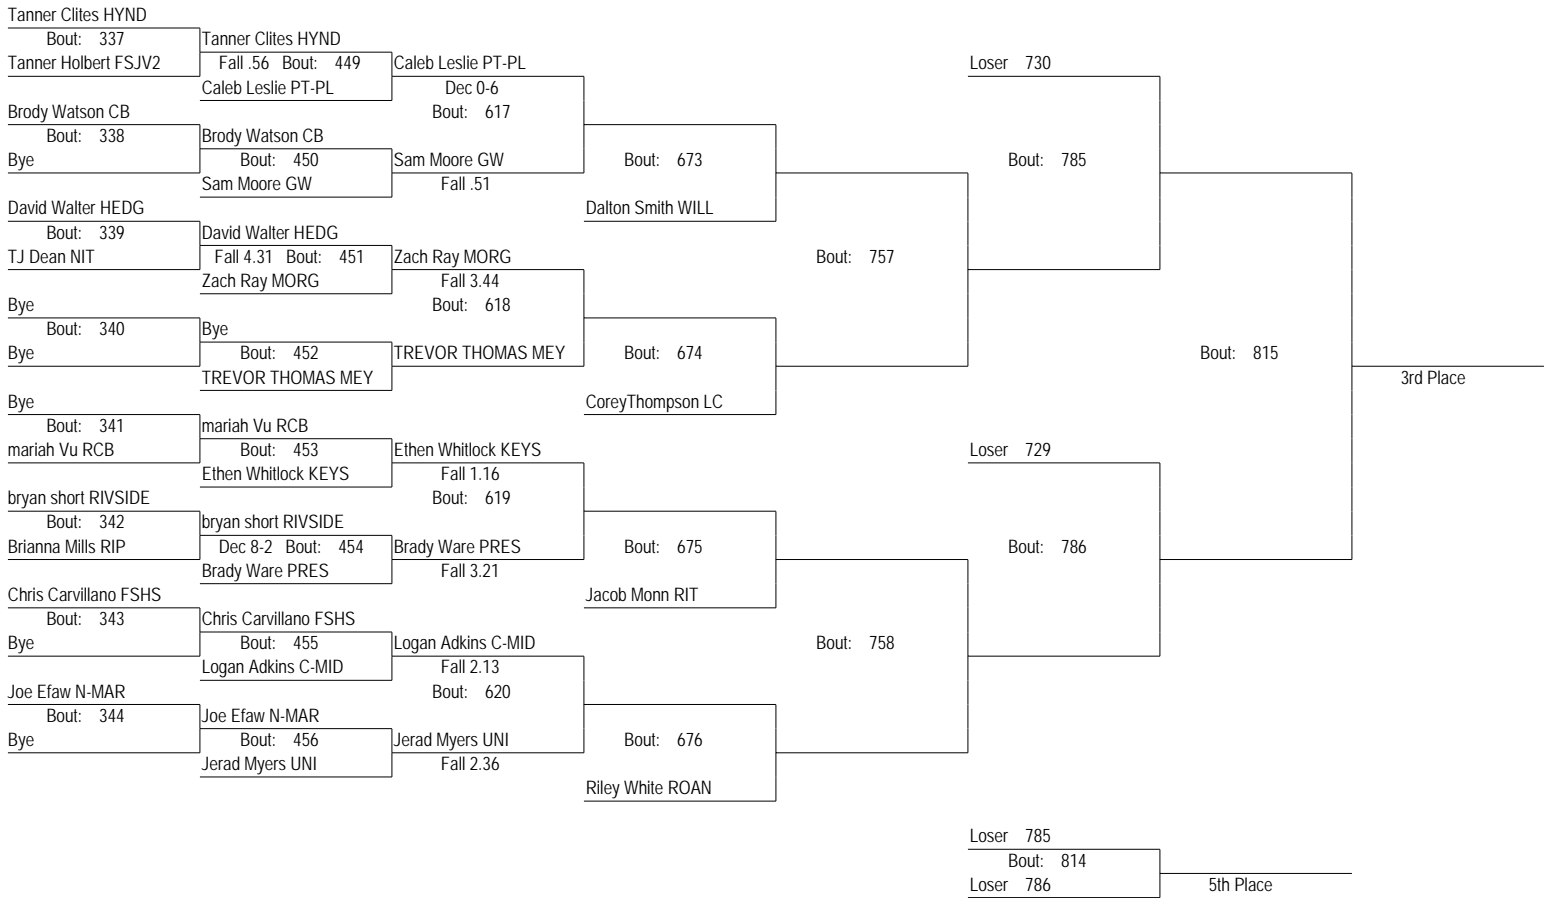 Tanner Clites HYND
Bout: 337
Tanner Clites HYND
Tanner Holbert FSJV2
Fall .56 Bout: 449
Caleb Leslie PT-PL
Loser 730
Caleb Leslie PT-PL
Dec 0-6
Brody Watson CB
Bout: 617
Bout: 338
Brody Watson CB
Bye
Bout: 450
Sam Moore GW
Bout: 673
Bout: 785
Sam Moore GW
Fall .51
David Walter HEDG
Dalton Smith WILL
Bout: 339
David Walter HEDG
TJ Dean NIT
Fall 4.31 Bout: 451
Zach Ray MORG
Bout: 757
Zach Ray MORG
Fall 3.44
Bye
Bout: 618
Bout: 340
Bye
Bye
Bout: 452
TREVOR THOMAS MEY
Bout: 674
Bout: 815
TREVOR THOMAS MEY
3rd Place
Bye
CoreyThompson LC
Bout: 341
mariah Vu RCB
mariah Vu RCB
Bout: 453
Ethen Whitlock KEYS
Loser 729
Ethen Whitlock KEYS
Fall 1.16
bryan short RIVSIDE
Bout: 619
Bout: 342
bryan short RIVSIDE
Brianna Mills RIP
Dec 8-2 Bout: 454
Brady Ware PRES
Bout: 675
Bout: 786
Brady Ware PRES
Fall 3.21
Chris Carvillano FSHS
Jacob Monn RIT
Bout: 343
Chris Carvillano FSHS
Bye
Bout: 455
Logan Adkins C-MID
Bout: 758
Logan Adkins C-MID
Fall 2.13
Joe Efaw N-MAR
Bout: 620
Bout: 344
Joe Efaw N-MAR
Bye
Bout: 456
Jerad Myers UNI
Bout: 676
Jerad Myers UNI
Fall 2.36
Riley White ROAN
Loser 785
Bout: 814
Loser 786
5th Place